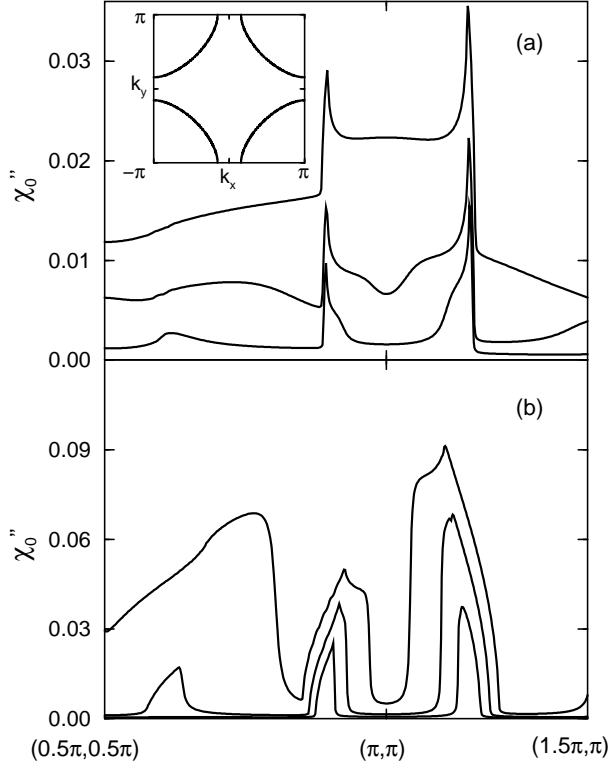 (a)
0.03
0.02
0.01
0.00
χ₀″
π
k_y
−π
k_x
π
(b)
0.09
0.06
0.03
0.00
χ₀″
(0.5π,0.5π)
(π,π)
(1.5π,π)